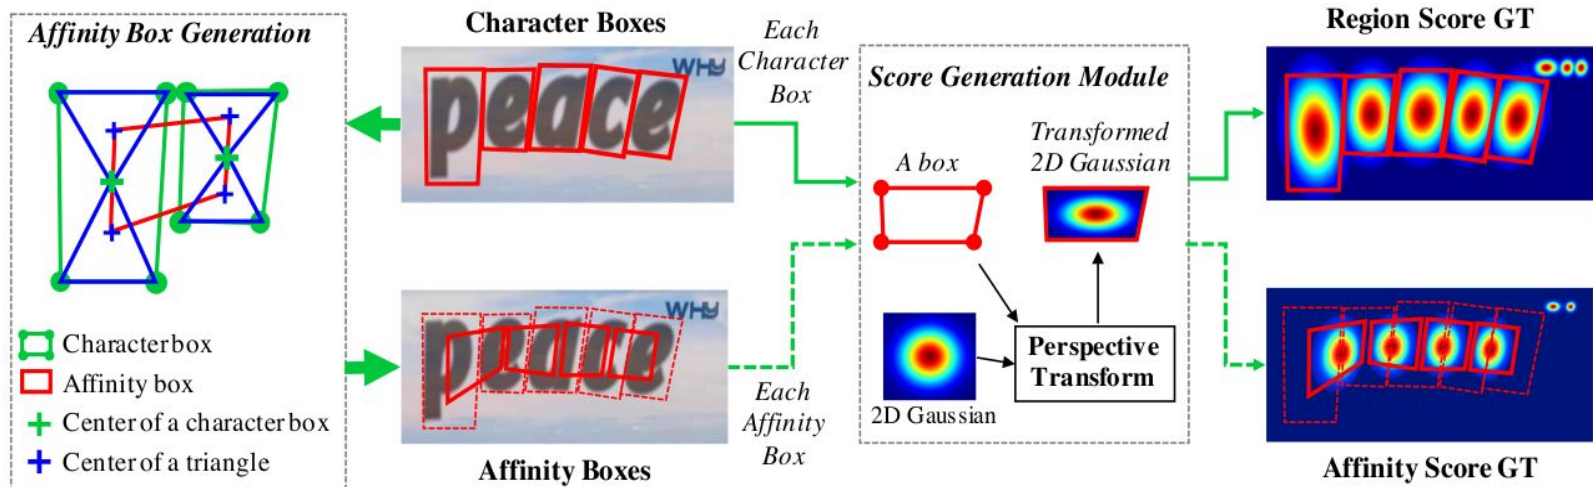 Affinity Box Generation
Character box
Affinity box
Center of a character box
Center of a triangle
Character Boxes
WHY
peace
WHY
peace
Affinity Boxes
Each
Character
Box
Each
Affinity
Box
Score Generation Module
A box
Transformed
2D Gaussian
2D Gaussian
Perspective
Transform
Region Score GT
Affinity Score GT